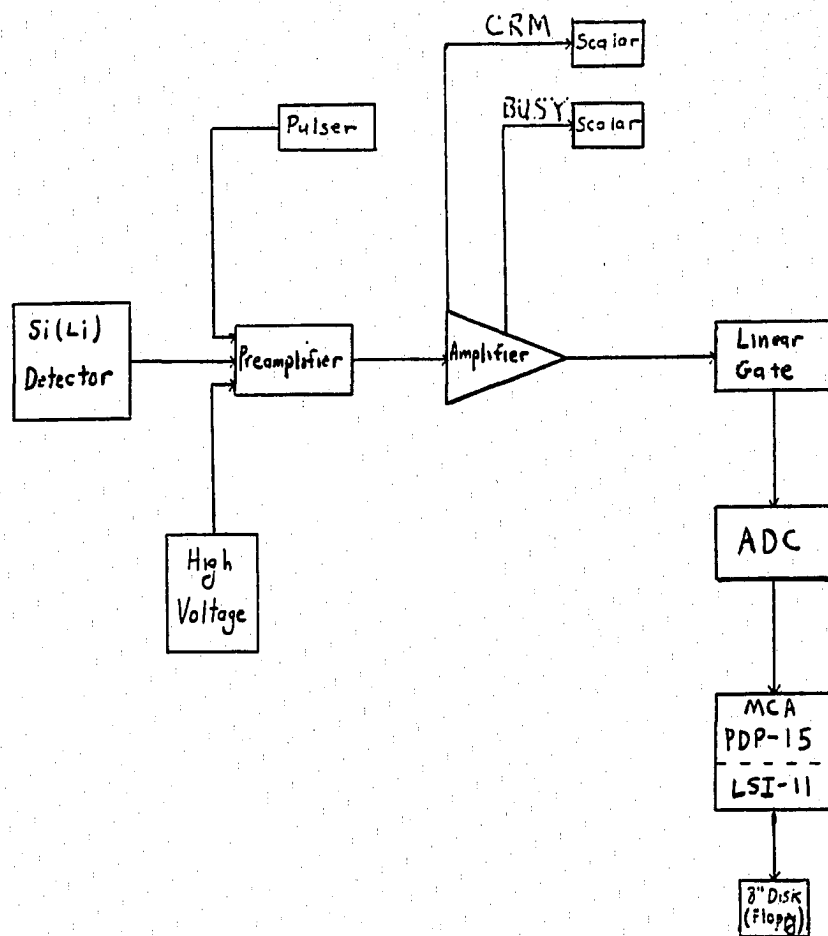 CRM
Scalar
BUSY
Scalar
Pulser
Si(Li)
Detector
Preamplifier
Amplifier
Linear
Gate
High
Voltage
ADC
MCA
PDP-15
LSI-11
8" Disk
(Floppy)